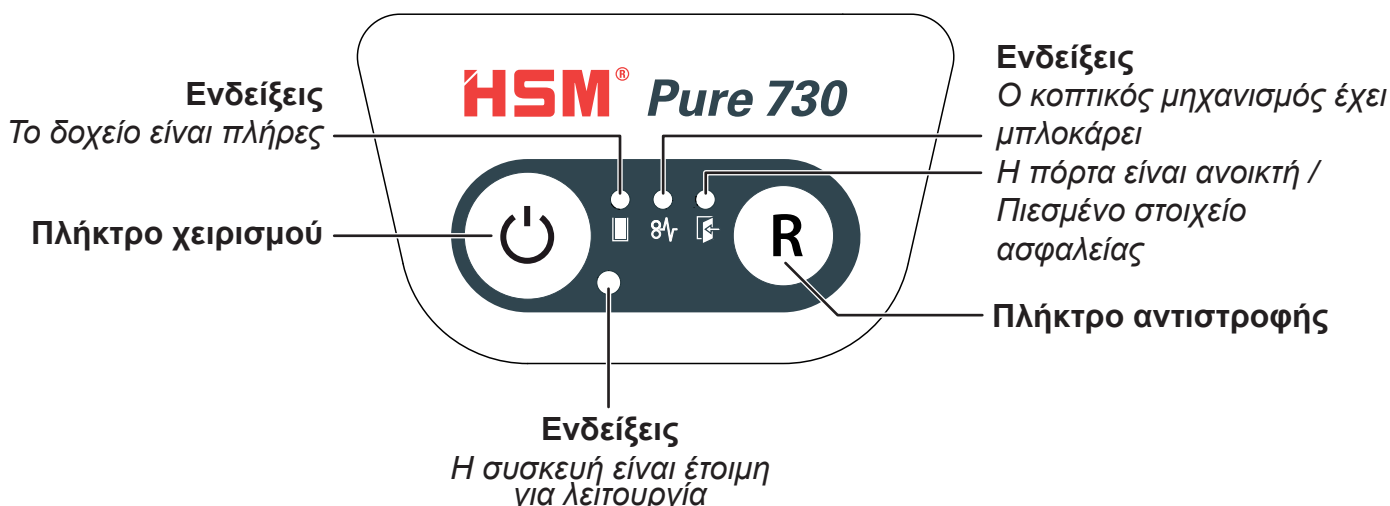 HSM® Pure 730
Ενδείξεις
Το δοχείο είναι πλήρες
Πλήκτρο χειρισμού
Ενδείξεις
Ο κοπτικός μηχανισμός έχει
μπλοκάρει
Η πόρτα είναι ανοικτή /
Πιεσμένο στοιχείο
ασφαλείας
R
Πλήκτρο αντιστροφής
Ενδείξεις
Η συσκευή είναι έτοιμη
για λειτουργία